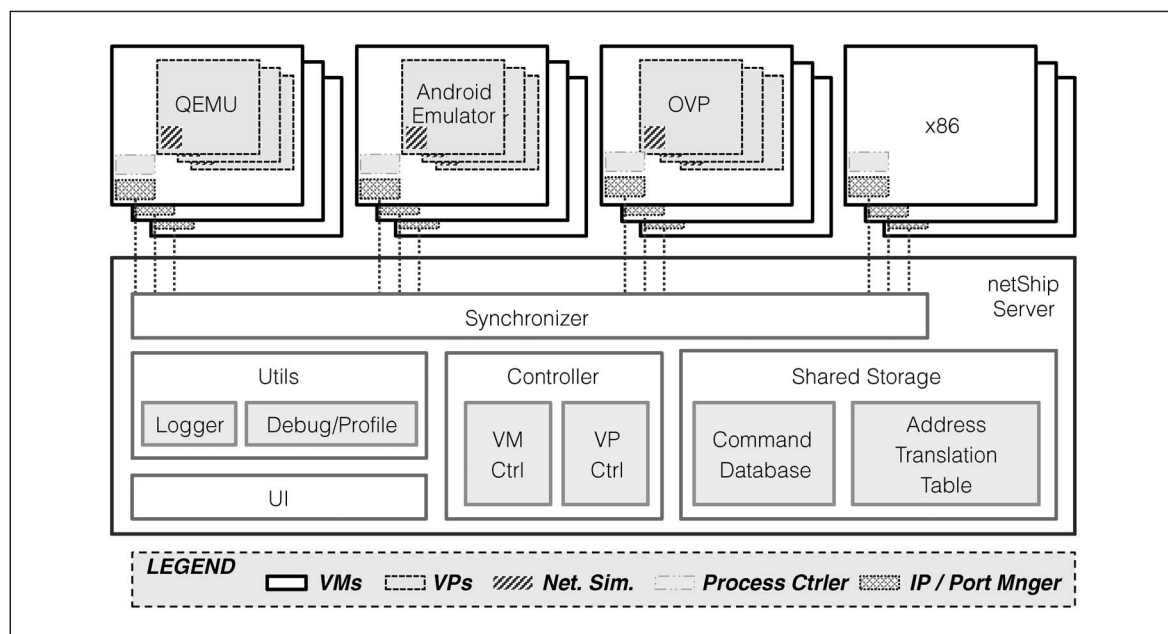 QEMU
Android
Emulator
OVP
x86
netShip
Server
Synchronizer
Utils
Controller
Shared Storage
Logger
Debug/Profile
VM
Ctrl
VP
Ctrl
Command
Database
Address
Translation
Table
UI
LEGEND
VMs
VPs
Net. Sim.
Process Ctrler
IP / Port Mnger